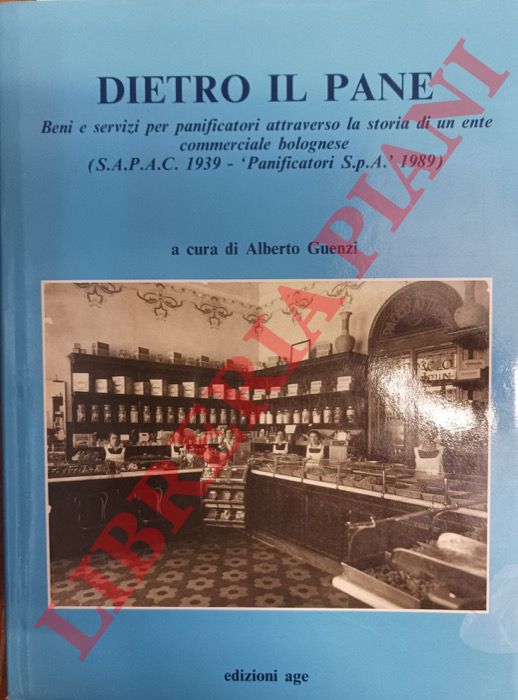 DIETRO IL PANE
Beni e servizi per panificatori attraverso la storia di un ente
commerciale bolognese
(S.A.P.A.C. 1939 - ‘Panificatori S.p.A.’ 1989)
a cura di Alberto Guenzi
edizioni age
LIBRERIA PIANI